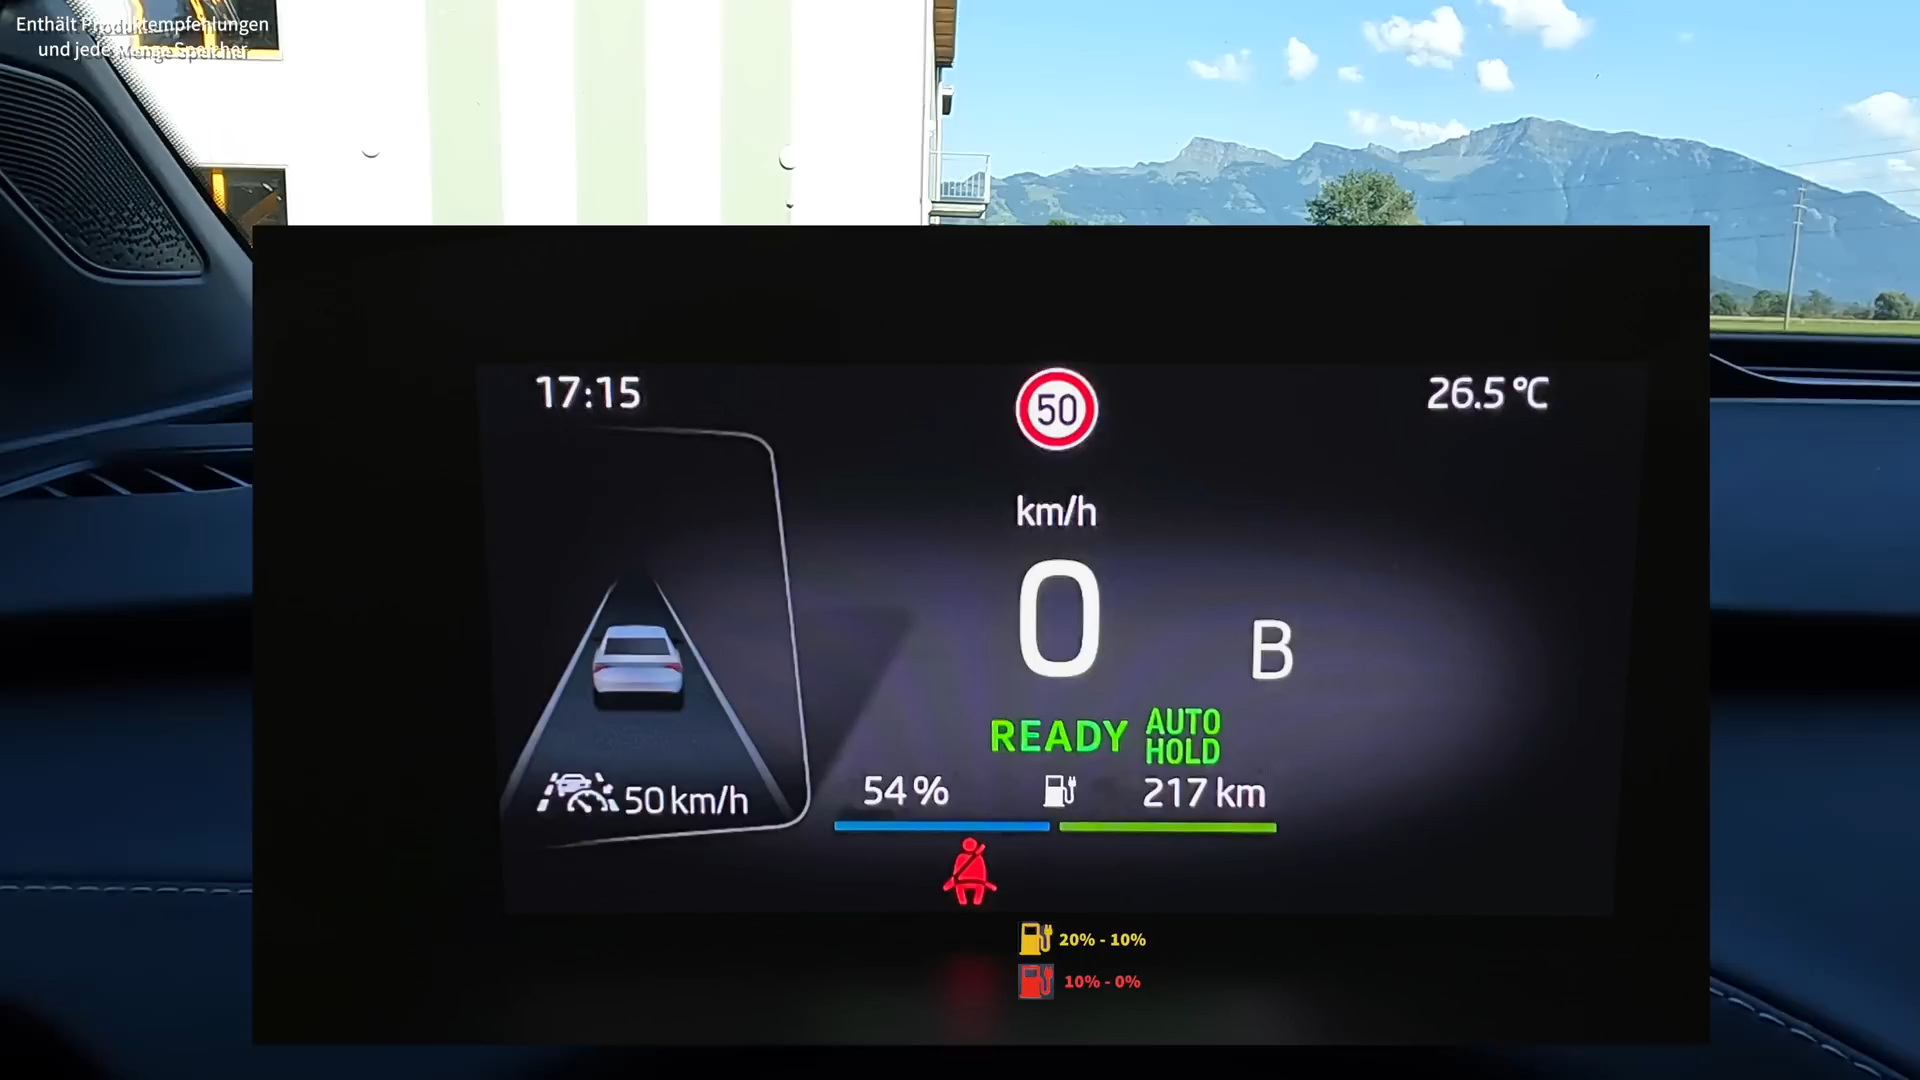 Enthält Produktempfehlungen
und jede Menge Speicher
17:15
50
26.5 °C
km/h
0
B
READY
AUTO
HOLD
50 km/h
54 %
217 km
20% - 10%
10% - 0%